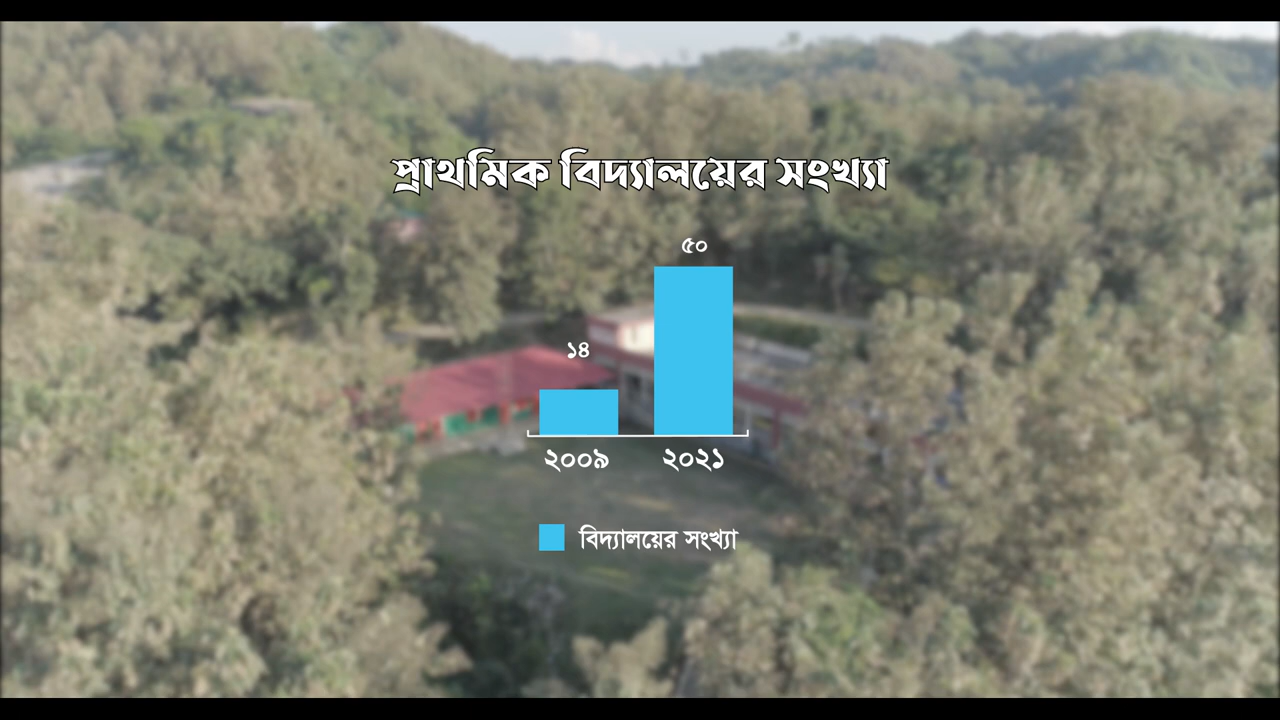 প্রাথমিক বিদ্যালয়ের সংখ্যা
৫০
১৪
২০০৯ ২০২১
বিদ্যালয়ের সংখ্যা